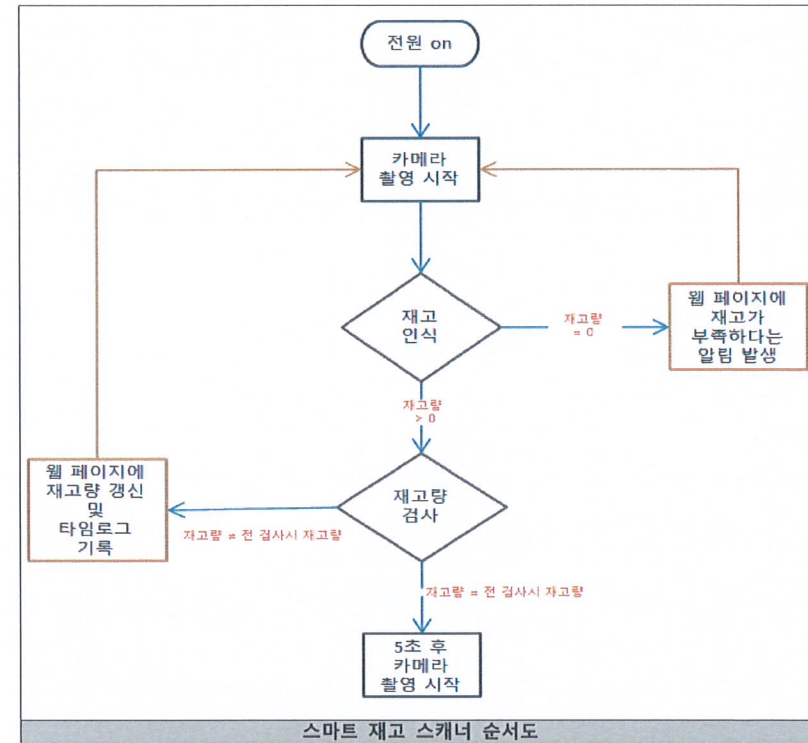 전원 on
카메라
촬영 시작
재고
인식
재고량
= 0
웹 페이지에
재고가
부족하다는
알림 발생
재고량
> 0
웹 페이지에
재고량 갱신
및
타임로그
기록
재고량 ≠ 전 검사시 재고량
재고량
검사
재고량 = 전 검사시 재고량
5초 후
카메라
촬영 시작
스마트 재고 스캐너 순서도